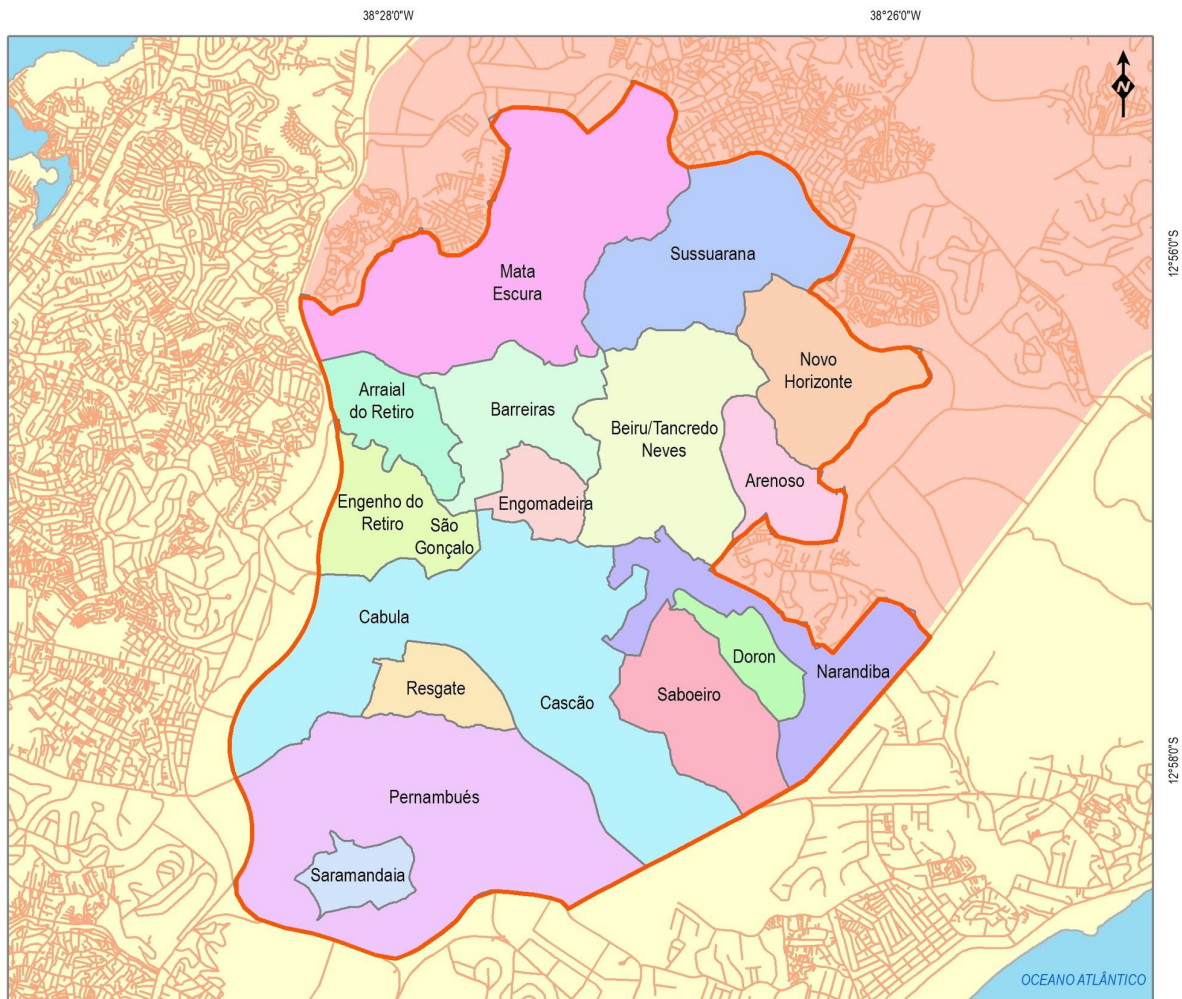 38°28'0"W
38°26'0"W
N
12°56'0"S
Sussuarana
Mata
Escura
Novo
Horizonte
Arraial
do Retiro
Barreiras
Beiru/Tancredo
Neves
Arenoso
Engenho do
Retiro
São
Gonçalo
Engomadeira
Cabula
Doron
Narandiba
Resgate
Cascão
Saboeiro
12°58'0"S
Pernambués
Saramandaia
OCEANO ATLÂNTICO